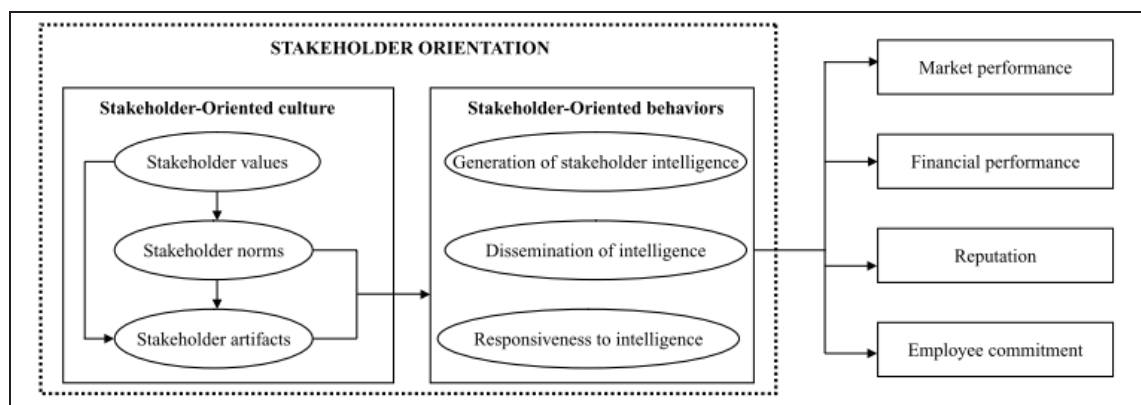 STAKEHOLDER ORIENTATION
Stakeholder-Oriented culture
Stakeholder values
Stakeholder norms
Stakeholder artifacts
Stakeholder-Oriented behaviors
Generation of stakeholder intelligence
Dissemination of intelligence
Responsiveness to intelligence
Market performance
Financial performance
Reputation
Employee commitment